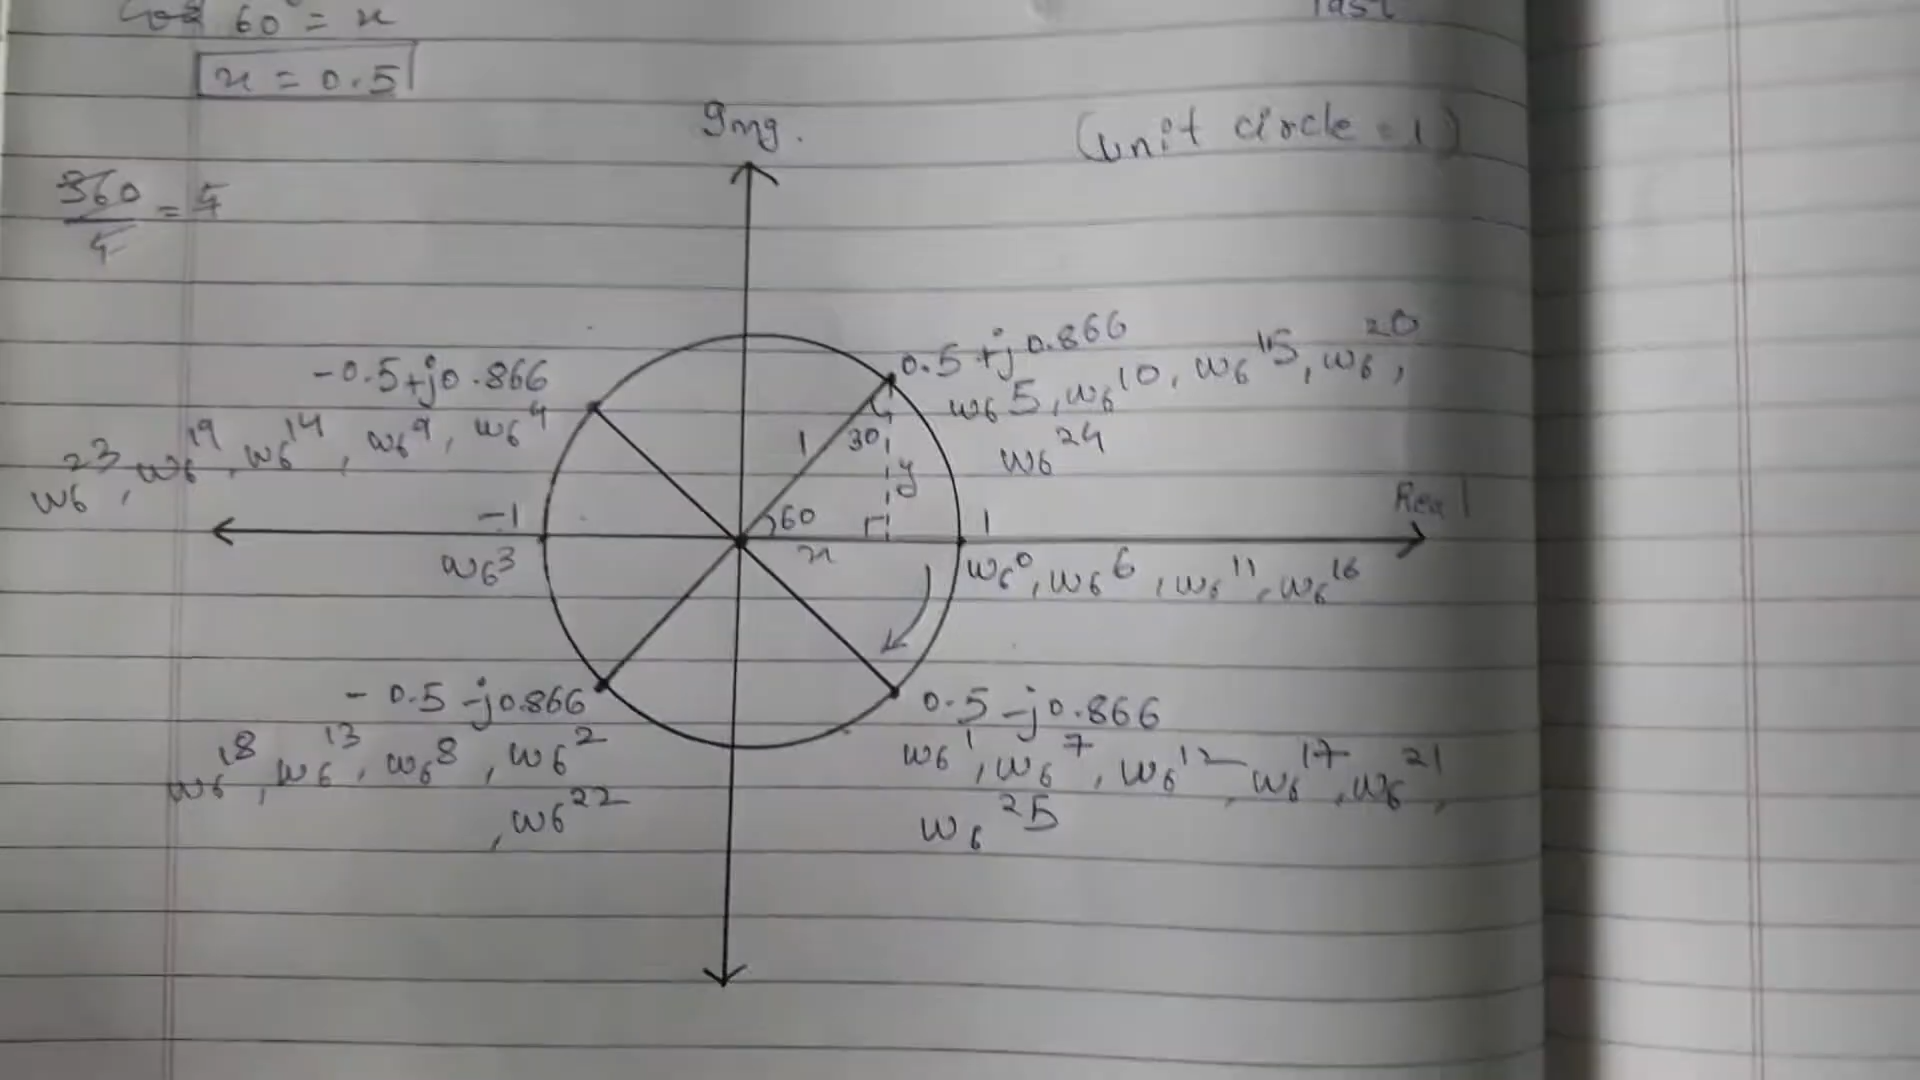 Cos 60° = x
x = 0.5
Img.
(unit circle = 1)
360
= 4
Real
-0.5+j0.866
w6^23, w6^19, w6^14, w6^9, w6^4
0.5+j0.866
w6^5, w6^10, w6^15, w6^20,
w6^24
1
30
y
60
x
-1
w6^3
1
w6^0, w6^6, w6^11, w6^16
-0.5-j0.866
w6^18, w6^13, w6^8, w6^2
, w6^22
0.5-j0.866
w6^1, w6^7, w6^12, w6^17, w6^21,
w6^25